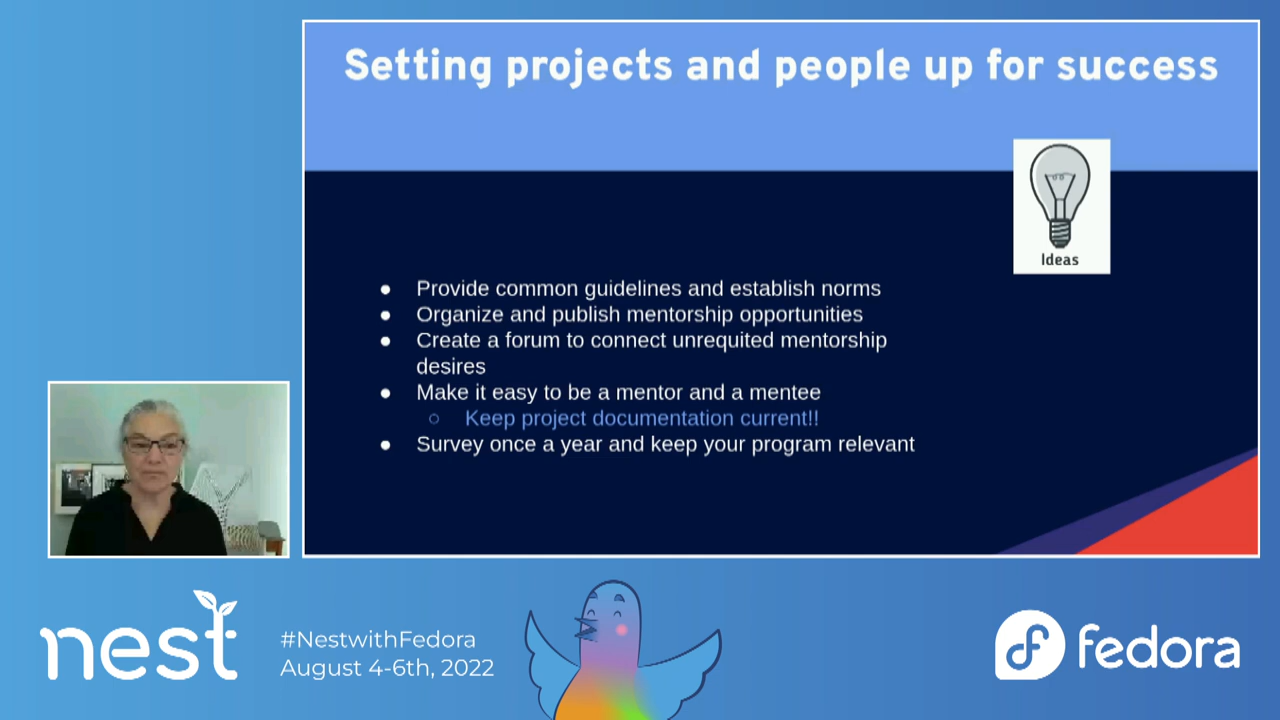 Setting projects and people up for success
Ideas
● Provide common guidelines and establish norms
● Organize and publish mentorship opportunities
● Create a forum to connect unrequited mentorship
desires
● Make it easy to be a mentor and a mentee
○ Keep project documentation current!!
● Survey once a year and keep your program relevant
nest
#NestwithFedora
August 4-6th, 2022
fedora